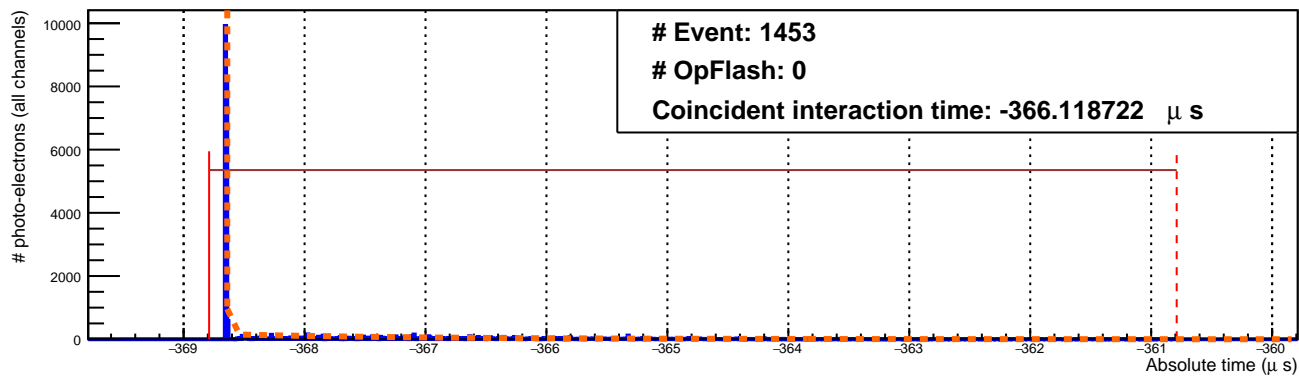 # photo-electrons (all channels)
10000
8000
6000
4000
2000
0
# Event: 1453
# OpFlash: 0
Coincident interaction time: -366.118722 μ s
−369 −368 −367 −366 −365 −364 −363 −362 −361 −360
Absolute time (μ s)